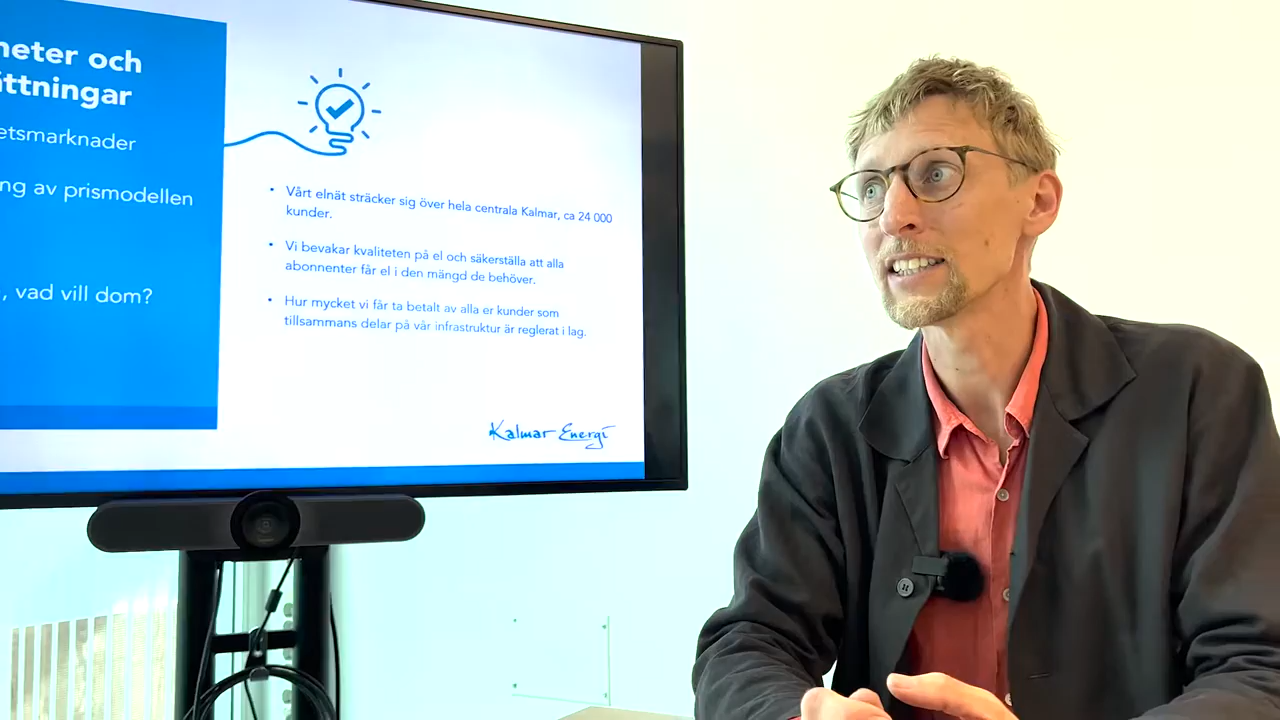 heter och
ättningar
etsmarknader
ng av prismodellen
, vad vill dom?
• Vårt elnät sträcker sig över hela centrala Kalmar, ca 24 000
kunder.
• Vi bevakar kvaliteten på el och säkerställa att alla
abonnenter får el i den mängd de behöver.
• Hur mycket vi får ta betalt av alla er kunder som
tillsammans delar på vår infrastruktur är reglerat i lag.
Kalmar Energi